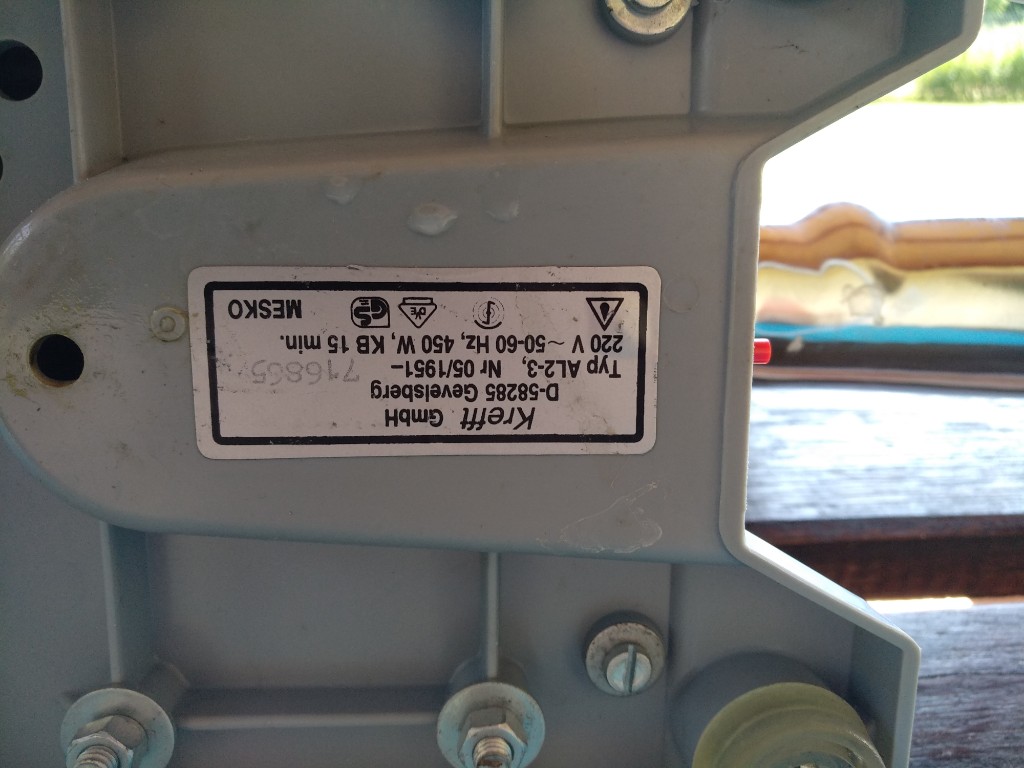 Krefft GmbH
D-58285 Gevelsberg
Typ AL2-3, Nr 05/1951- 716865
220 V ~ 50-60 Hz, 450 W, KB 15 min.
MESKO